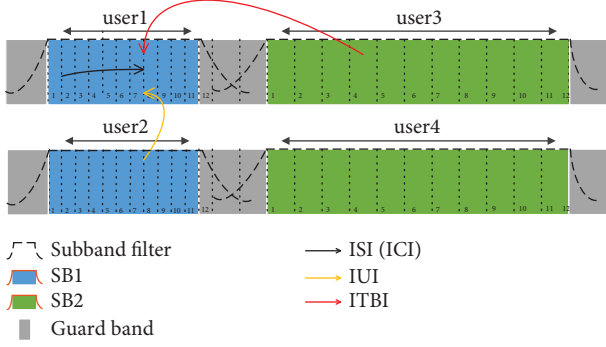 user1 user3
1 2 3 4 5 6 7 8 9 10 11 12 1 2 3 4 5 6 7 8 9 10 11 12
user2 user4
1 2 3 4 5 6 7 8 9 10 11 12 1 2 3 4 5 6 7 8 9 10 11 12
Subband filter ISI (ICI)
SB1 IUI
SB2 ITBI
Guard band